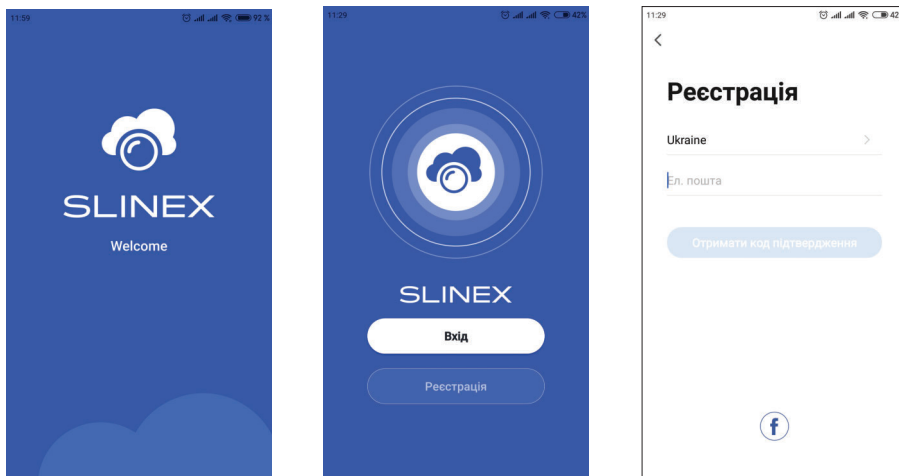 11:59
92 %
SLINEX
Welcome
11:29
42%
SLINEX
Вхід
Реєстрація
11:29
42
Реєстрація
Ukraine
Ел. пошта
Отримати код підтвердження
f